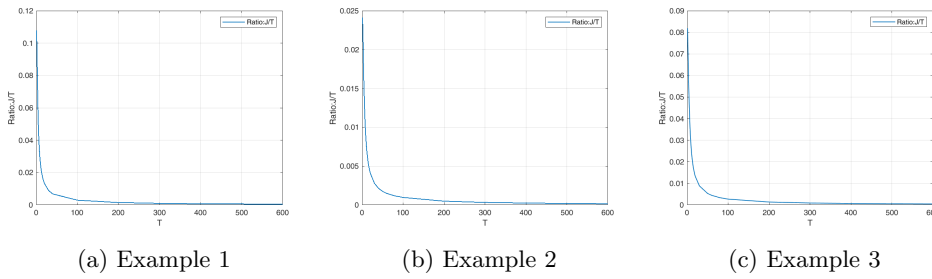 Ratio:J/T
0.12
0.1
0.08
0.06
0.04
0.02
0
Ratio:J/T
0 100 200 300 400 500 600
T
(a) Example 1
Ratio:J/T
0.025
0.02
0.015
0.01
0.005
0
Ratio:J/T
0 100 200 300 400 500 600
T
(b) Example 2
Ratio:J/T
0.09
0.08
0.07
0.06
0.05
0.04
0.03
0.02
0.01
0
Ratio:J/T
0 100 200 300 400 500 600
T
(c) Example 3